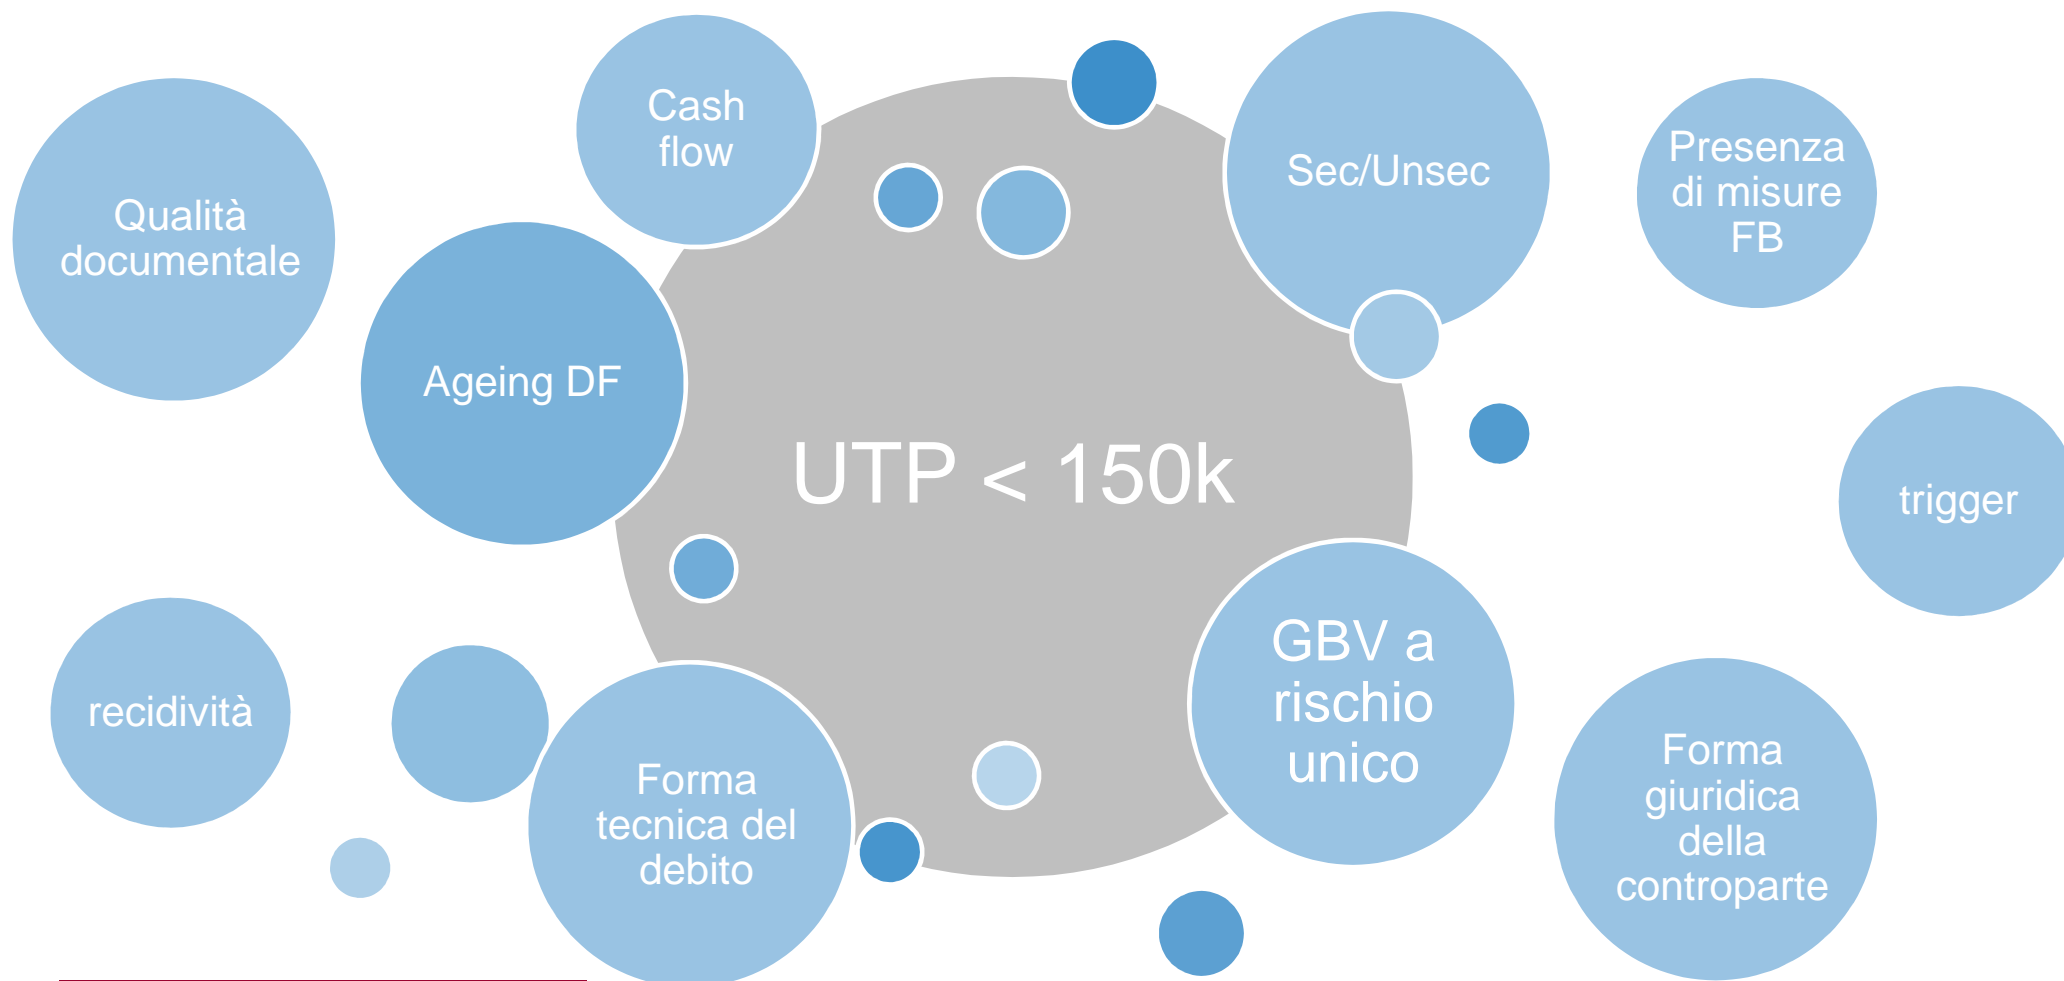 Cash
flow
Sec/Unsec
Presenza
di misure
FB
Qualità
documentale
Ageing DF
UTP < 150k
trigger
GBV a
rischio
unico
recidività
Forma
tecnica del
debito
Forma
giuridica
della
controparte